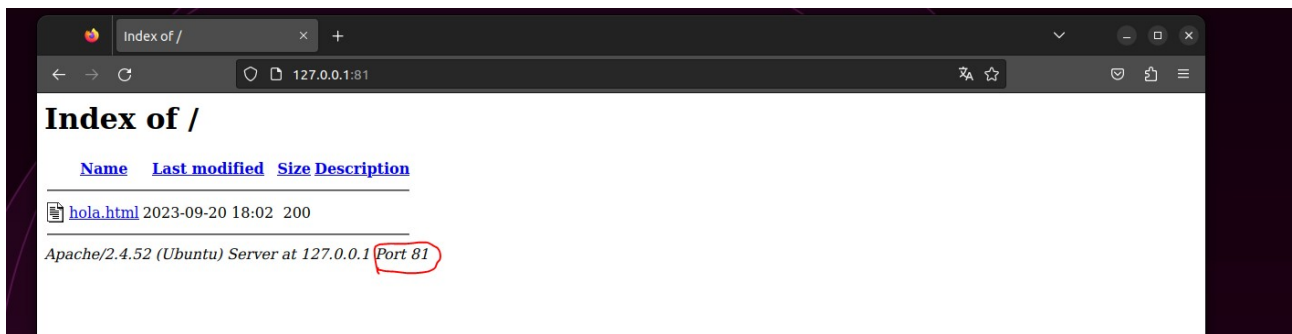 Index of /
127.0.0.1:81
Index of /
Name Last modified Size Description
hola.html 2023-09-20 18:02 200
Apache/2.4.52 (Ubuntu) Server at 127.0.0.1 Port 81